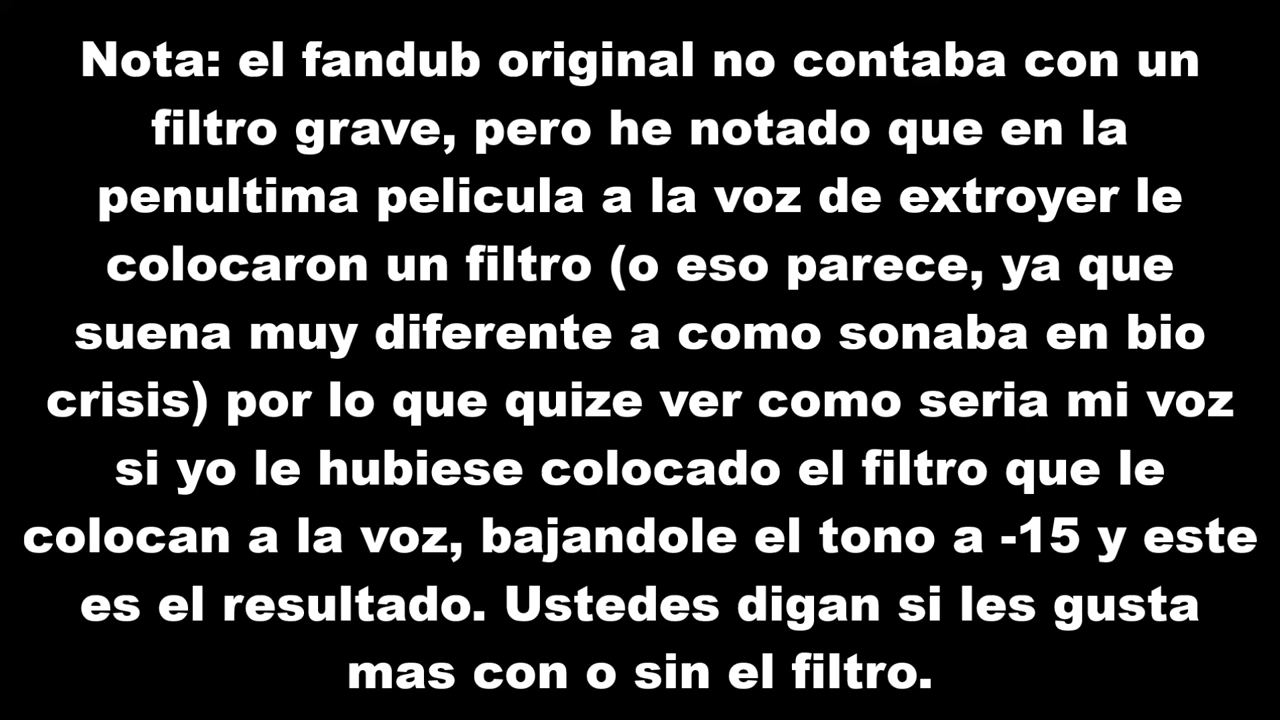 Nota: el fandub original no contaba con un
filtro grave, pero he notado que en la
penultima pelicula a la voz de extroyer le
colocaron un filtro (o eso parece, ya que
suena muy diferente a como sonaba en bio
crisis) por lo que quize ver como seria mi voz
si yo le hubiese colocado el filtro que le
colocan a la voz, bajandole el tono a -15 y este
es el resultado. Ustedes digan si les gusta
mas con o sin el filtro.